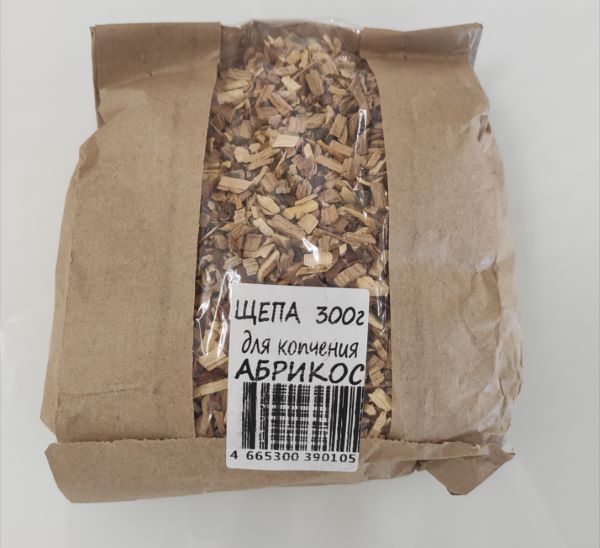 ЩЕПА 300г
для копчения
АБРИКОС
4 665300 390105